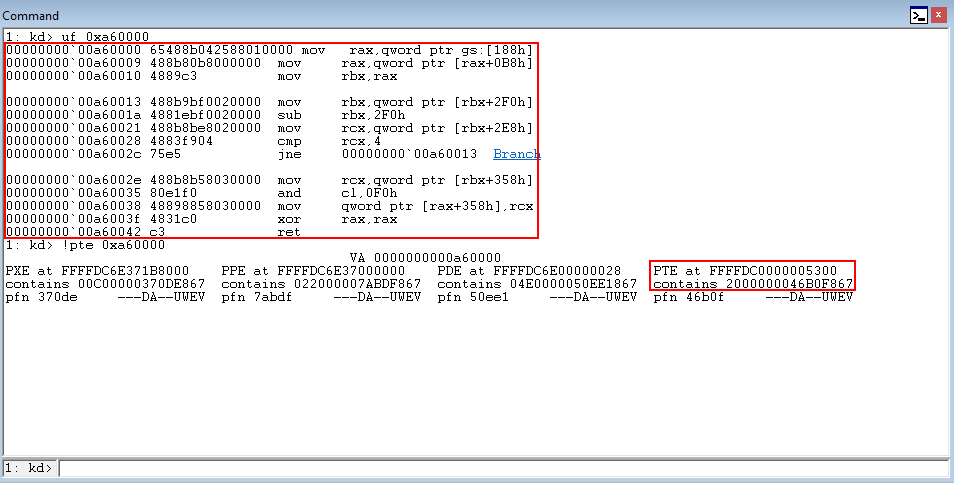 Command
1: kd> uf 0xa60000
00000000`00a60000 65488b042588010000 mov   rax,qword ptr gs:[188h]
00000000`00a60009 488b80b8000000  mov     rax,qword ptr [rax+0B8h]
00000000`00a60010 4889c3          mov     rbx,rax
00000000`00a60013 488b9bf0020000  mov     rbx,qword ptr [rbx+2F0h]
00000000`00a6001a 4881ebf0020000  sub     rbx,2F0h
00000000`00a60021 488b8be8020000  mov     rcx,qword ptr [rbx+2E8h]
00000000`00a60028 4883f904        cmp     rcx,4
00000000`00a6002c 75e5            jne     00000000`00a60013  Branch
00000000`00a6002e 488b8b58030000  mov     rcx,qword ptr [rbx+358h]
00000000`00a60035 80e1f0          and     cl,0F0h
00000000`00a60038 48898858030000  mov     qword ptr [rax+358h],rcx
00000000`00a6003f 4831c0          xor     rax,rax
00000000`00a60042 c3              ret
1: kd> !pte 0xa60000
VA 0000000000a60000
PXE at FFFFDC6E371B8000    PPE at FFFFDC6E37000000    PDE at FFFFDC6E00000028    PTE at FFFFDC0000005300
contains 00C00000370DE867  contains 022000007ABDF867  contains 04E0000050EE1867  contains 2000000046B0F867
pfn 370de     ---DA--UWEV  pfn 7abdf     ---DA--UWEV  pfn 50ee1     ---DA--UWEV  pfn 46b0f     ---DA--UWEV
1: kd>